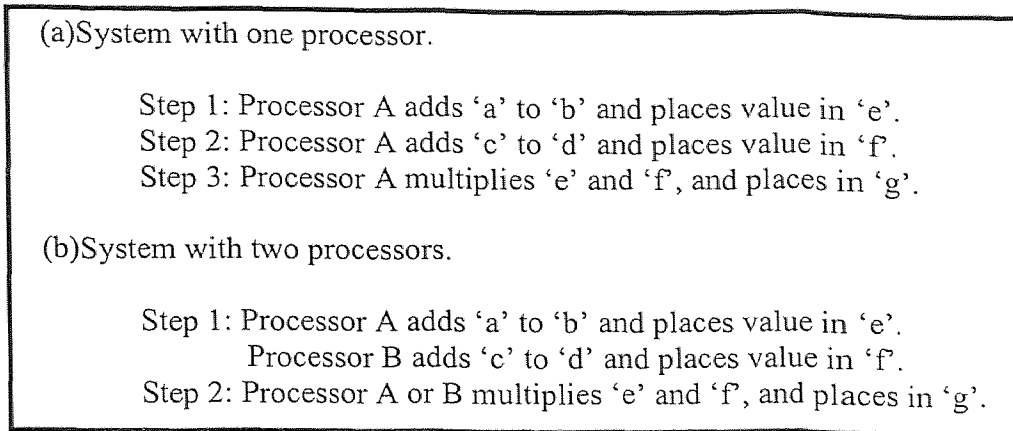 (a)System with one processor.
Step 1: Processor A adds ‘a’ to ‘b’ and places value in ‘e’.
Step 2: Processor A adds ‘c’ to ‘d’ and places value in ‘f’.
Step 3: Processor A multiplies ‘e’ and ‘f’, and places in ‘g’.
(b)System with two processors.
Step 1: Processor A adds ‘a’ to ‘b’ and places value in ‘e’.
Processor B adds ‘c’ to ‘d’ and places value in ‘f’.
Step 2: Processor A or B multiplies ‘e’ and ‘f’, and places in ‘g’.